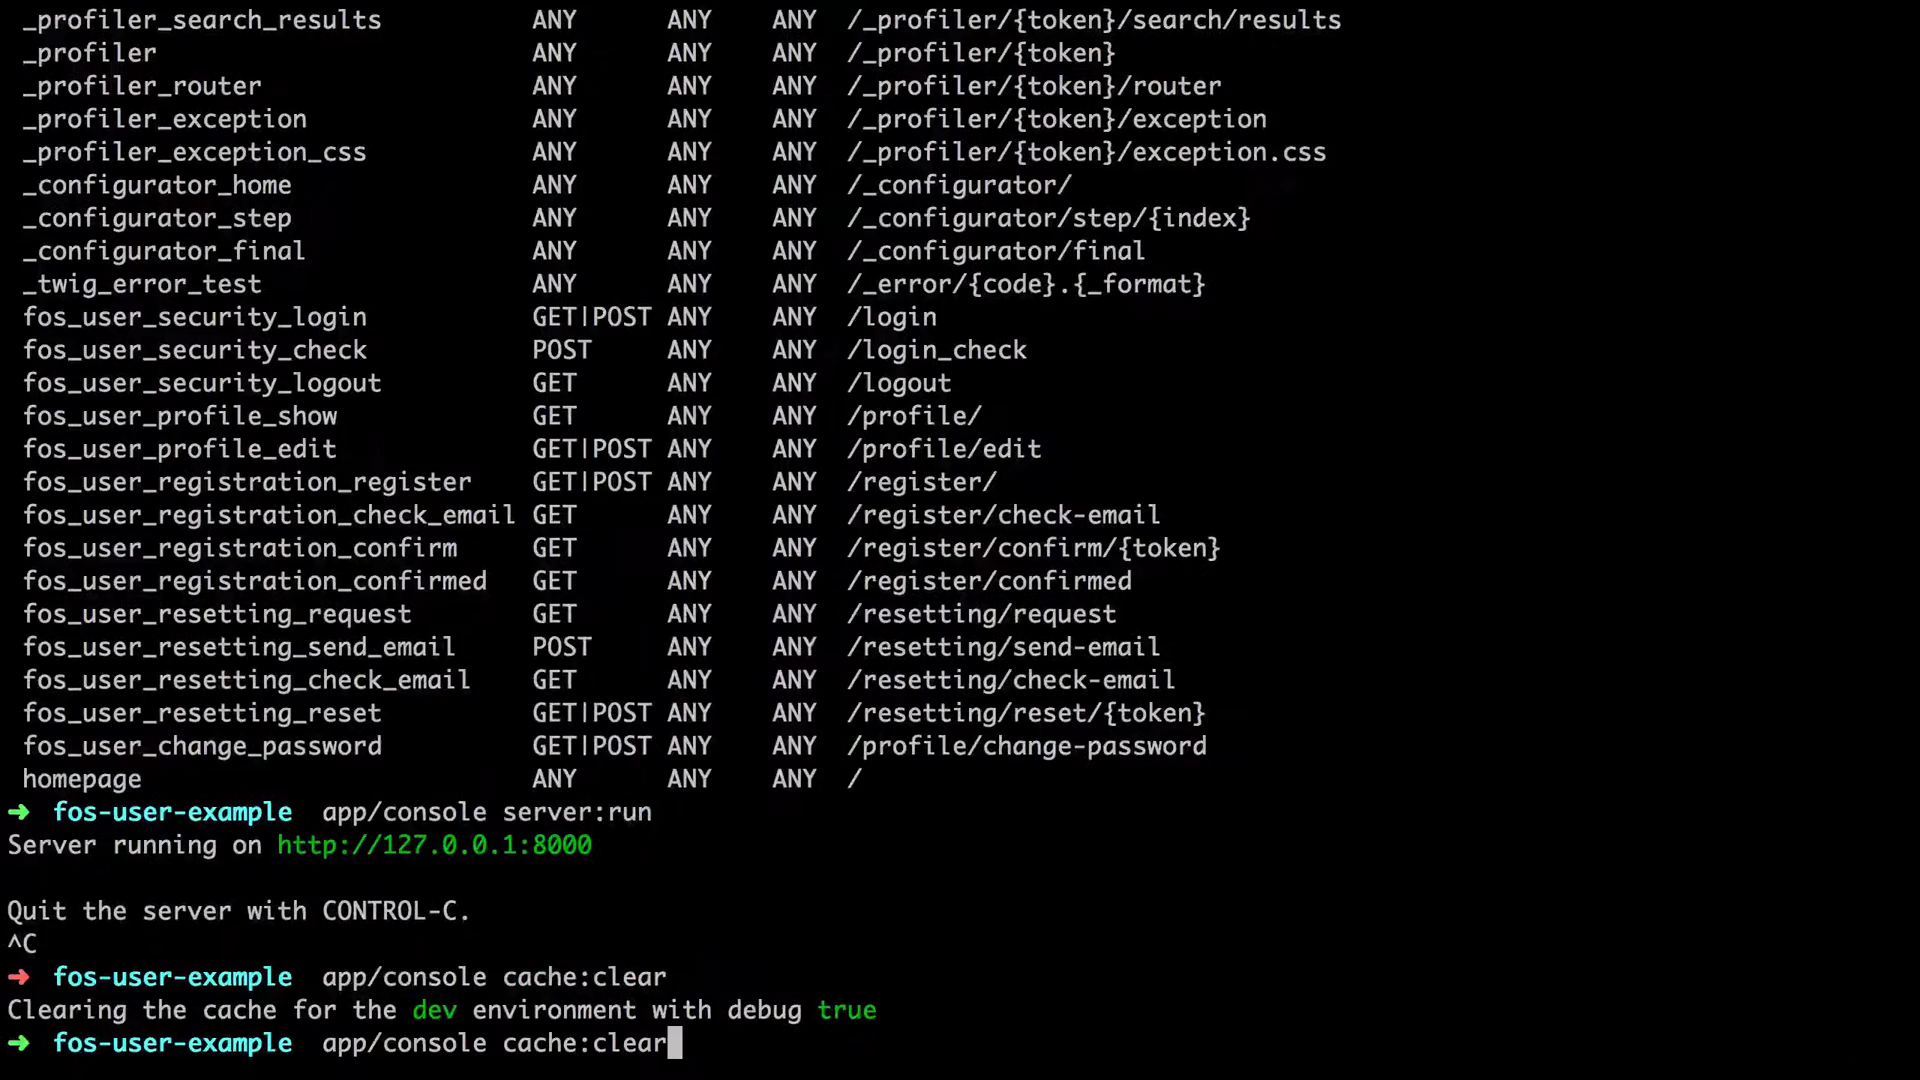 _profiler_search_results ANY ANY ANY /_profiler/{token}/search/results
_profiler ANY ANY ANY /_profiler/{token}
_profiler_router ANY ANY ANY /_profiler/{token}/router
_profiler_exception ANY ANY ANY /_profiler/{token}/exception
_profiler_exception_css ANY ANY ANY /_profiler/{token}/exception.css
_configurator_home ANY ANY ANY /_configurator/
_configurator_step ANY ANY ANY /_configurator/step/{index}
_configurator_final ANY ANY ANY /_configurator/final
_twig_error_test ANY ANY ANY /_error/{code}.{_format}
fos_user_security_login GET|POST ANY ANY /login
fos_user_security_check POST ANY ANY /login_check
fos_user_security_logout GET ANY ANY /logout
fos_user_profile_show GET ANY ANY /profile/
fos_user_profile_edit GET|POST ANY ANY /profile/edit
fos_user_registration_register GET|POST ANY ANY /register/
fos_user_registration_check_email GET ANY ANY /register/check-email
fos_user_registration_confirm GET ANY ANY /register/confirm/{token}
fos_user_registration_confirmed GET ANY ANY /register/confirmed
fos_user_resetting_request GET ANY ANY /resetting/request
fos_user_resetting_send_email POST ANY ANY /resetting/send-email
fos_user_resetting_check_email GET ANY ANY /resetting/check-email
fos_user_resetting_reset GET|POST ANY ANY /resetting/reset/{token}
fos_user_change_password GET|POST ANY ANY /profile/change-password
homepage ANY ANY ANY /
➜ fos-user-example app/console server:run
Server running on http://127.0.0.1:8000
Quit the server with CONTROL-C.
^C
➜ fos-user-example app/console cache:clear
Clearing the cache for the dev environment with debug true
➜ fos-user-example app/console cache:clear